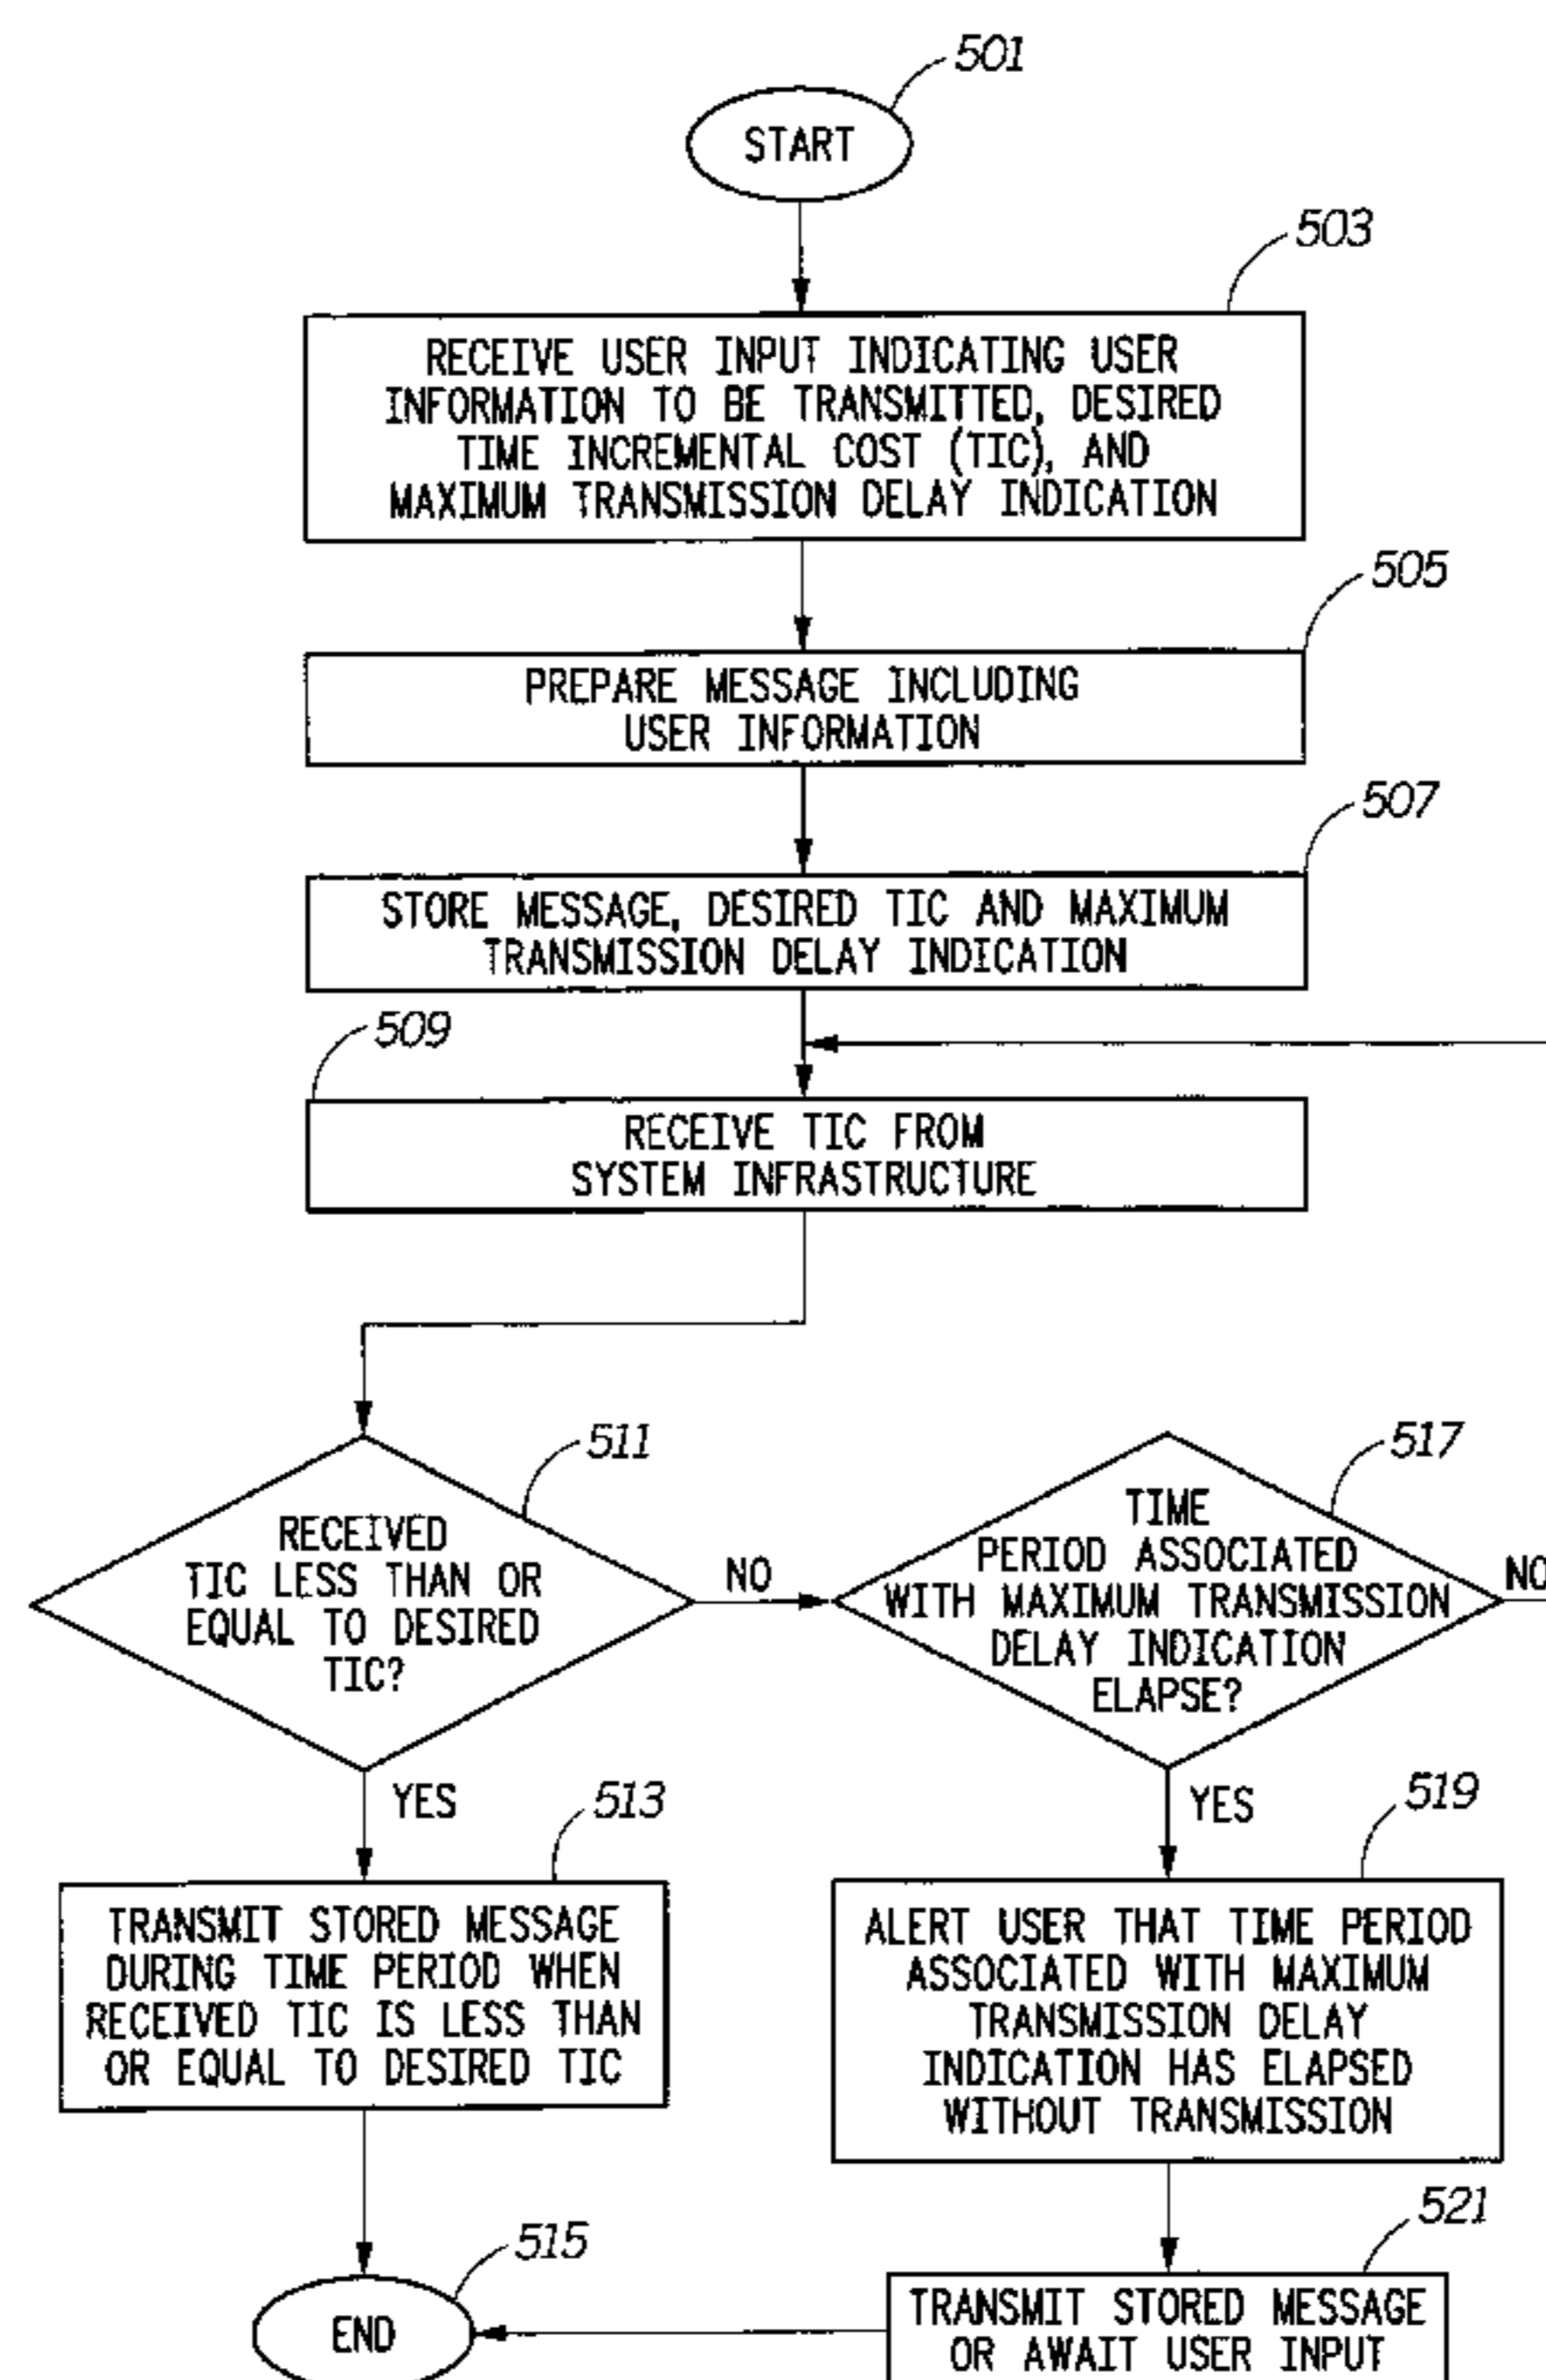 501
START
503
RECEIVE USER INPUT INDICATING USER
INFORMATION TO BE TRANSMITTED, DESIRED
TIME INCREMENTAL COST (TIC), AND
MAXIMUM TRANSMISSION DELAY INDICATION
505
PREPARE MESSAGE INCLUDING
USER INFORMATION
507
STORE MESSAGE, DESIRED TIC AND MAXIMUM
TRANSMISSION DELAY INDICATION
509
RECEIVE TIC FROM
SYSTEM INFRASTRUCTURE
511
RECEIVED
TIC LESS THAN OR
EQUAL TO DESIRED
TIC?
NO
517
TIME
PERIOD ASSOCIATED
WITH MAXIMUM TRANSMISSION
DELAY INDICATION
ELAPSE?
NO
YES
513
TRANSMIT STORED MESSAGE
DURING TIME PERIOD WHEN
RECEIVED TIC IS LESS THAN
OR EQUAL TO DESIRED TIC
YES
519
ALERT USER THAT TIME PERIOD
ASSOCIATED WITH MAXIMUM
TRANSMISSION DELAY
INDICATION HAS ELAPSED
WITHOUT TRANSMISSION
515
END
521
TRANSMIT STORED MESSAGE
OR AWAIT USER INPUT